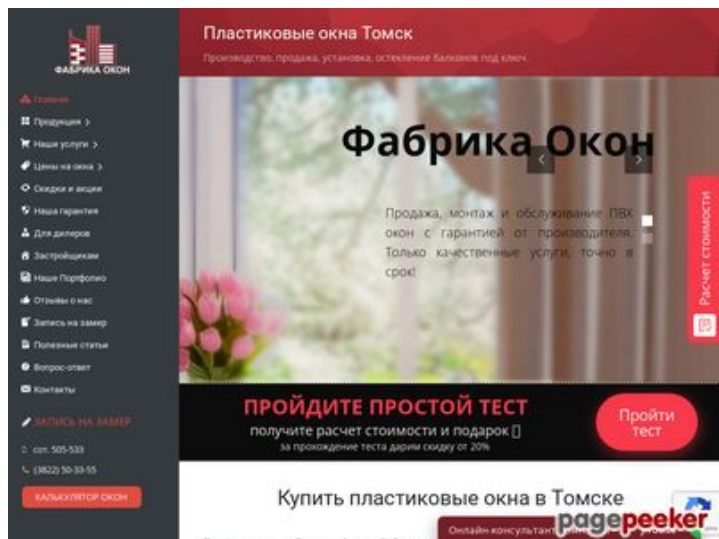 ФАБРИКА ОКОН
Главная
Продукция
Наши услуги
Цены на окна
Скидки и акции
Наша гарантия
Для дилеров
Застройщикам
Наше Портфолио
Отзывы о нас
Запись на замер
Полезные статьи
Вопрос-ответ
Контакты
ЗАПИСЬ НА ЗАМЕР
сот. 505-533
(3822) 50-33-55
КАЛЬКУЛЯТОР ОКОН
Пластиковые окна Томск
Производство, продажа, установка, остекление балконов под ключ.
Фабрика Окон
Продажа, монтаж и обслуживание ПВХ
окон с гарантией от производителя.
Только качественные услуги, точно в
срок!
Расчет стоимости
ПРОЙДИТЕ ПРОСТОЙ ТЕСТ
получите расчет стоимости и подарок
за прохождение теста дарим скидку от 20%
Пройти
тест
Купить пластиковые окна в Томске
Онлайн-консультант
pagepeeker